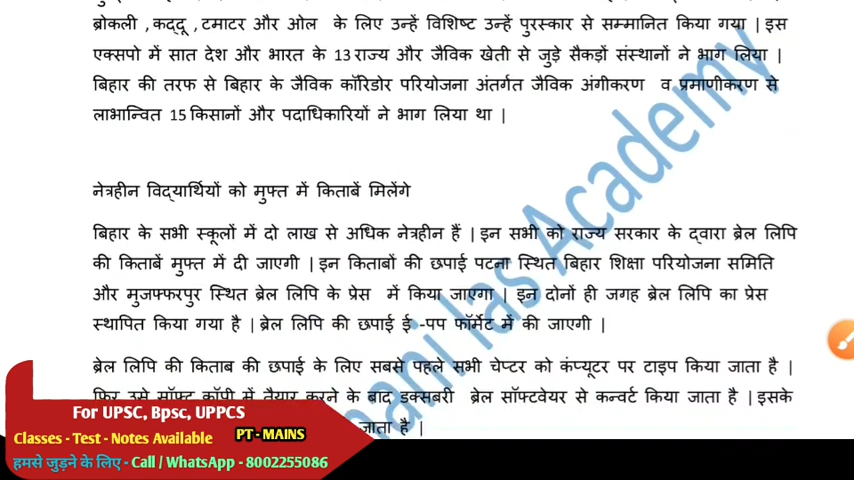 ब्रोकली ,कद्दू ,टमाटर और ओल के लिए उन्हें विशिष्ट उन्हें पुरस्कार से सम्मानित किया गया | इस
एक्सपो में सात देश और भारत के 13 राज्य और जैविक खेती से जुड़े सैकड़ों संस्थानों ने भाग लिया |
बिहार की तरफ से बिहार के जैविक कॉरिडोर परियोजना अंतर्गत जैविक अंगीकरण व प्रमाणीकरण से
लाभान्वित 15 किसानों और पदाधिकारियों ने भाग लिया था |
नेत्रहीन विद्यार्थियों को मुफ्त में किताबें मिलेंगे
बिहार के सभी स्कूलों में दो लाख से अधिक नेत्रहीन हैं | इन सभी को राज्य सरकार के द्वारा ब्रेल लिपि
की किताबें मुफ्त में दी जाएगी | इन किताबों की छपाई पटना स्थित बिहार शिक्षा परियोजना समिति
और मुजफ्फरपुर स्थित ब्रेल लिपि के प्रेस में किया जाएगा | इन दोनों ही जगह ब्रेल लिपि का प्रेस
स्थापित किया गया है | ब्रेल लिपि की छपाई ई -पप फॉर्मेट में की जाएगी |
ब्रेल लिपि की किताब की छपाई के लिए सबसे पहले सभी चेप्टर को कंप्यूटर पर टाइप किया जाता है |
फिर उसे सॉफ्ट कॉपी में तैयार करने के बाद डक्सबरी ब्रेल सॉफ्टवेयर से कन्वर्ट किया जाता है | इसके
जाता है |
ani Ias Academy
For UPSC, Bpsc, UPPCS
Classes - Test - Notes Available PT - MAINS
हमसे जुड़ने के लिए - Call / WhatsApp - 8002255086